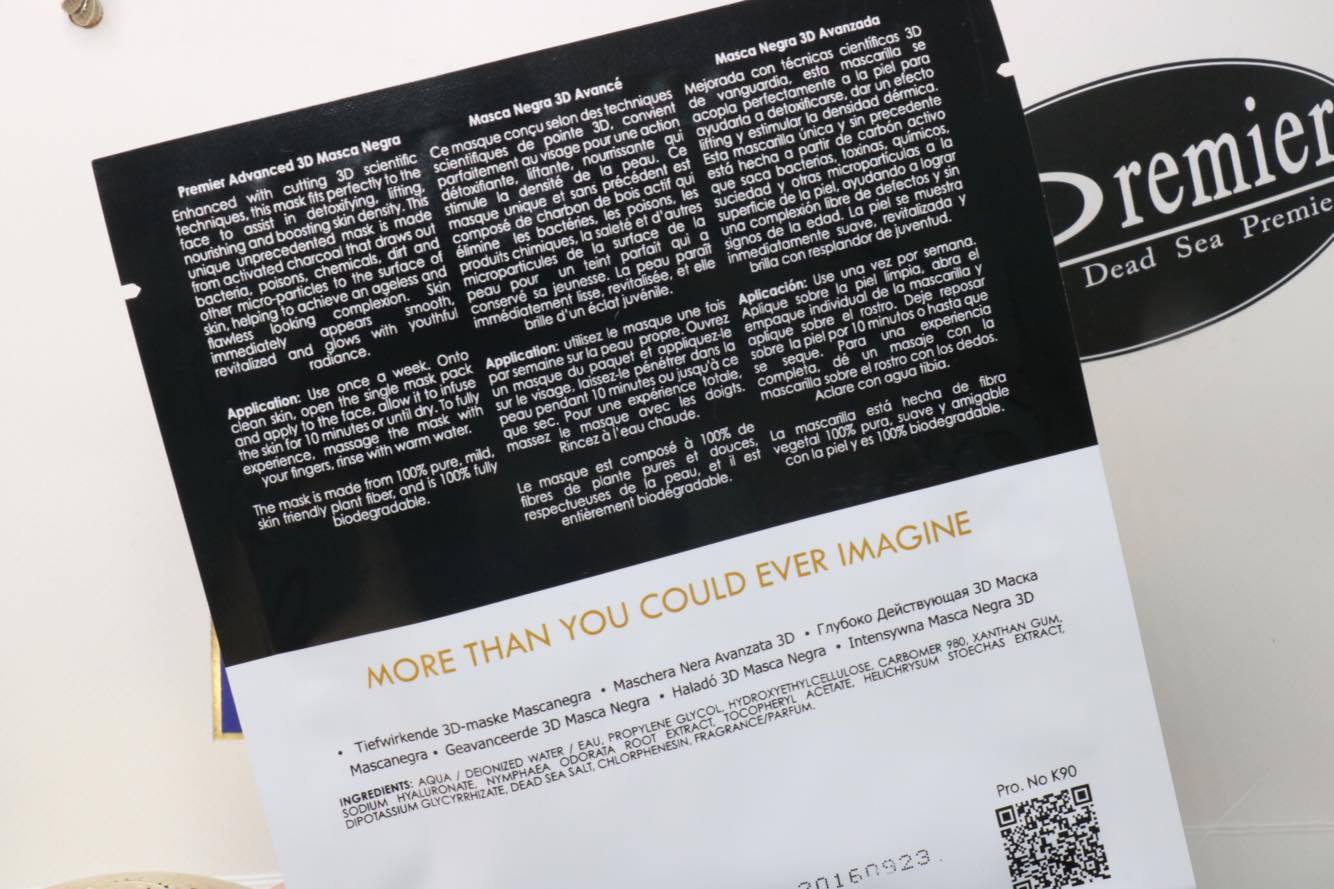 Premier Advanced 3D Masca Negra
Enhanced with cutting 3D scientific
techniques, this mask fits perfectly to the
face to assist in detoxifying, lifting,
nourishing and boosting skin density. This
unique unprecedented mask is made
from activated charcoal that draws out
bacteria, poisons, chemicals, dirt and
other micro-particles to the surface of
skin, helping to achieve an ageless and
flawless looking complexion. Skin
immediately appears smooth,
revitalized and glows with youthful
radiance.
Application: Use once a week. Onto
clean skin, open the single mask pack
and apply to the face, allow it to infuse
the skin for 10 minutes or until dry. To fully
experience, massage the mask with
your fingers, rinse with warm water.
The mask is made from 100% pure, mild,
skin friendly plant fiber, and is 100% fully
biodegradable.
Masca Negra 3D Avancé
Ce masque conçu selon des techniques
scientifiques de pointe 3D, convient
parfaitement au visage pour une action
détoxifiante, liftante, nourrissante qui
stimule la densité de la peau. Ce
masque unique et sans précédent est
composé de charbon de bois actif qui
élimine les bactéries, les poisons, les
produits chimiques, la saleté et d'autres
microparticules de la surface de la
peau pour un teint parfait qui a
conservé sa jeunesse. La peau paraît
immédiatement lisse, revitalisée, et elle
brille d'un éclat juvénile.
Application: utilisez le masque une fois
par semaine sur la peau propre. Ouvrez
un masque du paquet et appliquez-le
sur le visage, laissez-le pénétrer dans la
peau pendant 10 minutes ou jusqu'à ce
que sec. Pour une expérience totale,
massez le masque avec les doigts.
Rincez à l'eau chaude.
Le masque est composé à 100% de
fibres de plante pures et douces,
respectueuses de la peau, et il est
entièrement biodégradable.
Masca Negra 3D Avanzada
Mejorada con técnicas científicas 3D
de vanguardia, esta mascarilla se
acopla perfectamente a la piel para
ayudarla a detoxificarse, dar un efecto
lifting y estimular la densidad dérmica.
Esta mascarilla única y sin precedente
está hecha a partir de carbón activo
que saca bacterias, toxinas, químicos,
suciedad y otras micropartículas a la
superficie de la piel, ayudando a lograr
una complexión libre de defectos y sin
signos de la edad. La piel se muestra
inmediatamente suave, revitalizada y
brilla con resplandor de juventud.
Aplicación: Use una vez por semana.
Aplique sobre la piel limpia, abra el
empaque individual de la mascarilla y
aplique sobre el rostro. Deje reposar
sobre la piel por 10 minutos o hasta que
se seque. Para una experiencia
completa, dé un masaje con la
mascarilla sobre el rostro con los dedos.
Aclare con agua tibia.
La mascarilla está hecha de fibra
vegetal 100% pura, suave y amigable
con la piel y es 100% biodegradable.
MORE THAN YOU COULD EVER IMAGINE
• Tiefwirkende 3D-maske Mascanegra • Maschera Nera Avanzata 3D • Глубоко Действующая 3D Маска
Mascanegra • Geavanceerde 3D Masca Negra • Haladó 3D Masca Negra • Intensywna Masca Negra 3D
INGREDIENTS: AQUA / DEIONIZED WATER / EAU, PROPYLENE GLYCOL, HYDROXYETHYLCELLULOSE, CARBOMER 980, XANTHAN GUM,
SODIUM HYALURONATE, NYMPHAEA ODORATA ROOT EXTRACT, TOCOPHERYL ACETATE, HELICHRYSUM STOECHAS EXTRACT,
DIPOTASSIUM GLYCYRRHIZATE, DEAD SEA SALT, CHLORPHENESIN, FRAGRANCE/PARFUM.
Pro. No K90
20160923.
Premier
Dead Sea Premie